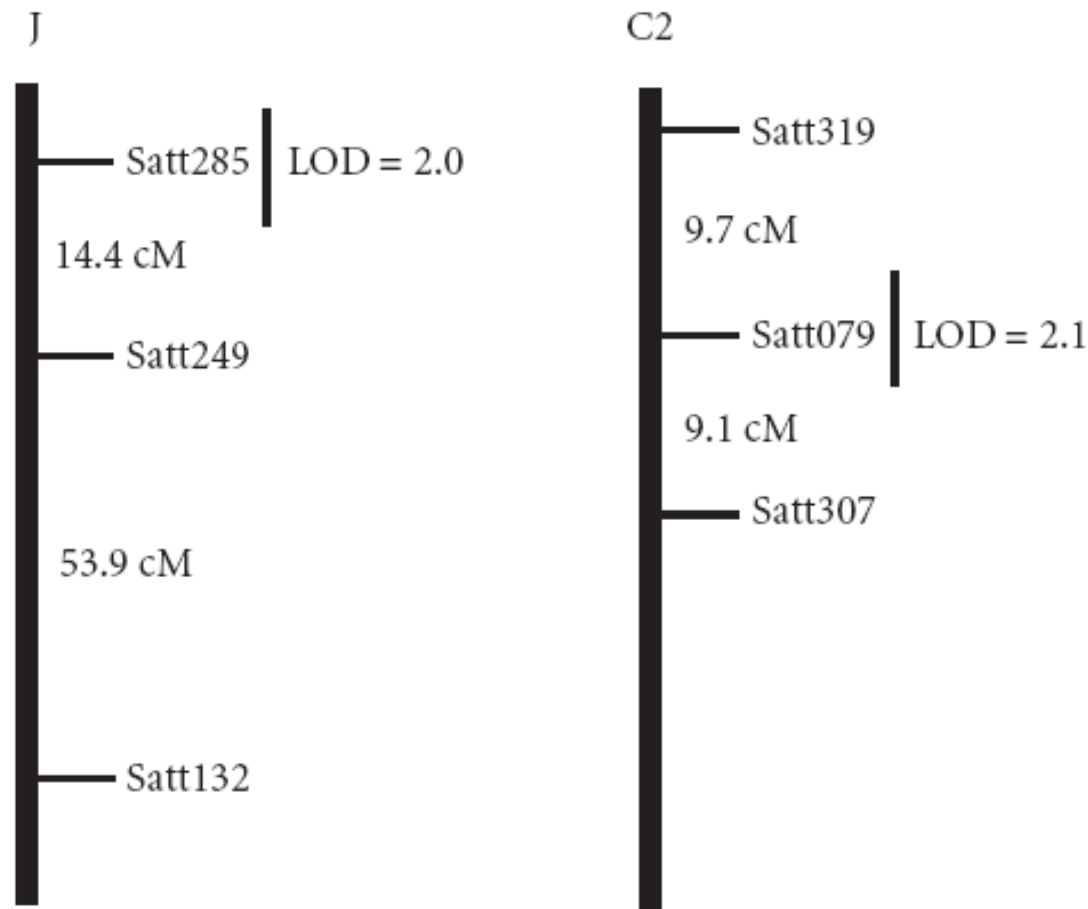 J
Satt285
LOD = 2.0
14.4 cM
Satt249
53.9 cM
Satt132
C2
Satt319
9.7 cM
Satt079
LOD = 2.1
9.1 cM
Satt307